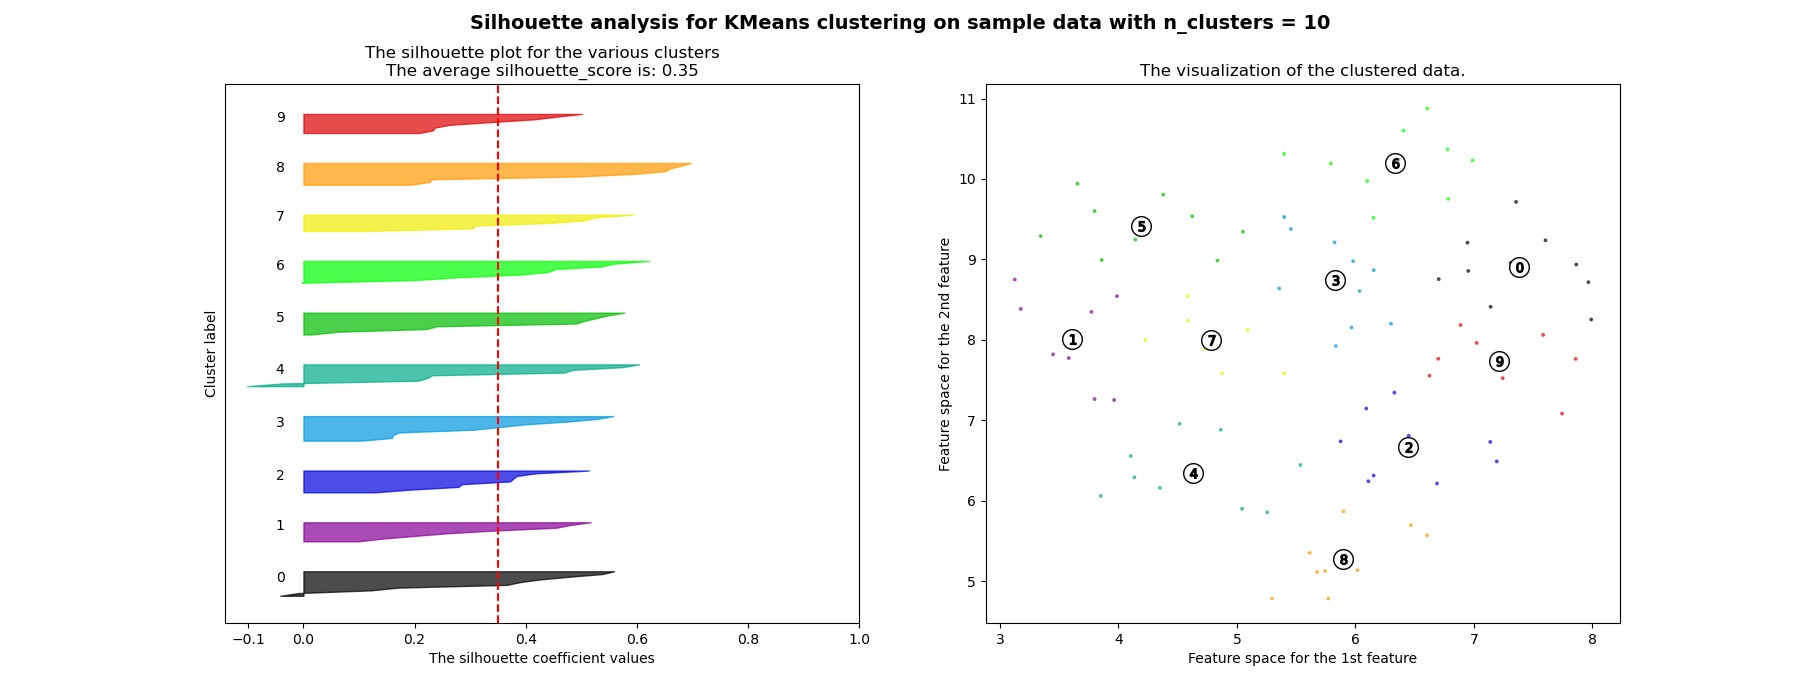 Silhouette analysis for KMeans clustering on sample data with n_clusters = 10
The silhouette plot for the various clusters
The average silhouette_score is: 0.35
9
8
7
6
5
4
3
2
1
0
Cluster label
−0.1 0.0 0.2 0.4 0.6 0.8 1.0
The silhouette coefficient values
The visualization of the clustered data.
11
10
9
8
7
6
5
Feature space for the 2nd feature
6
5
0
3
1
7
9
2
4
8
3 4 5 6 7 8
Feature space for the 1st feature